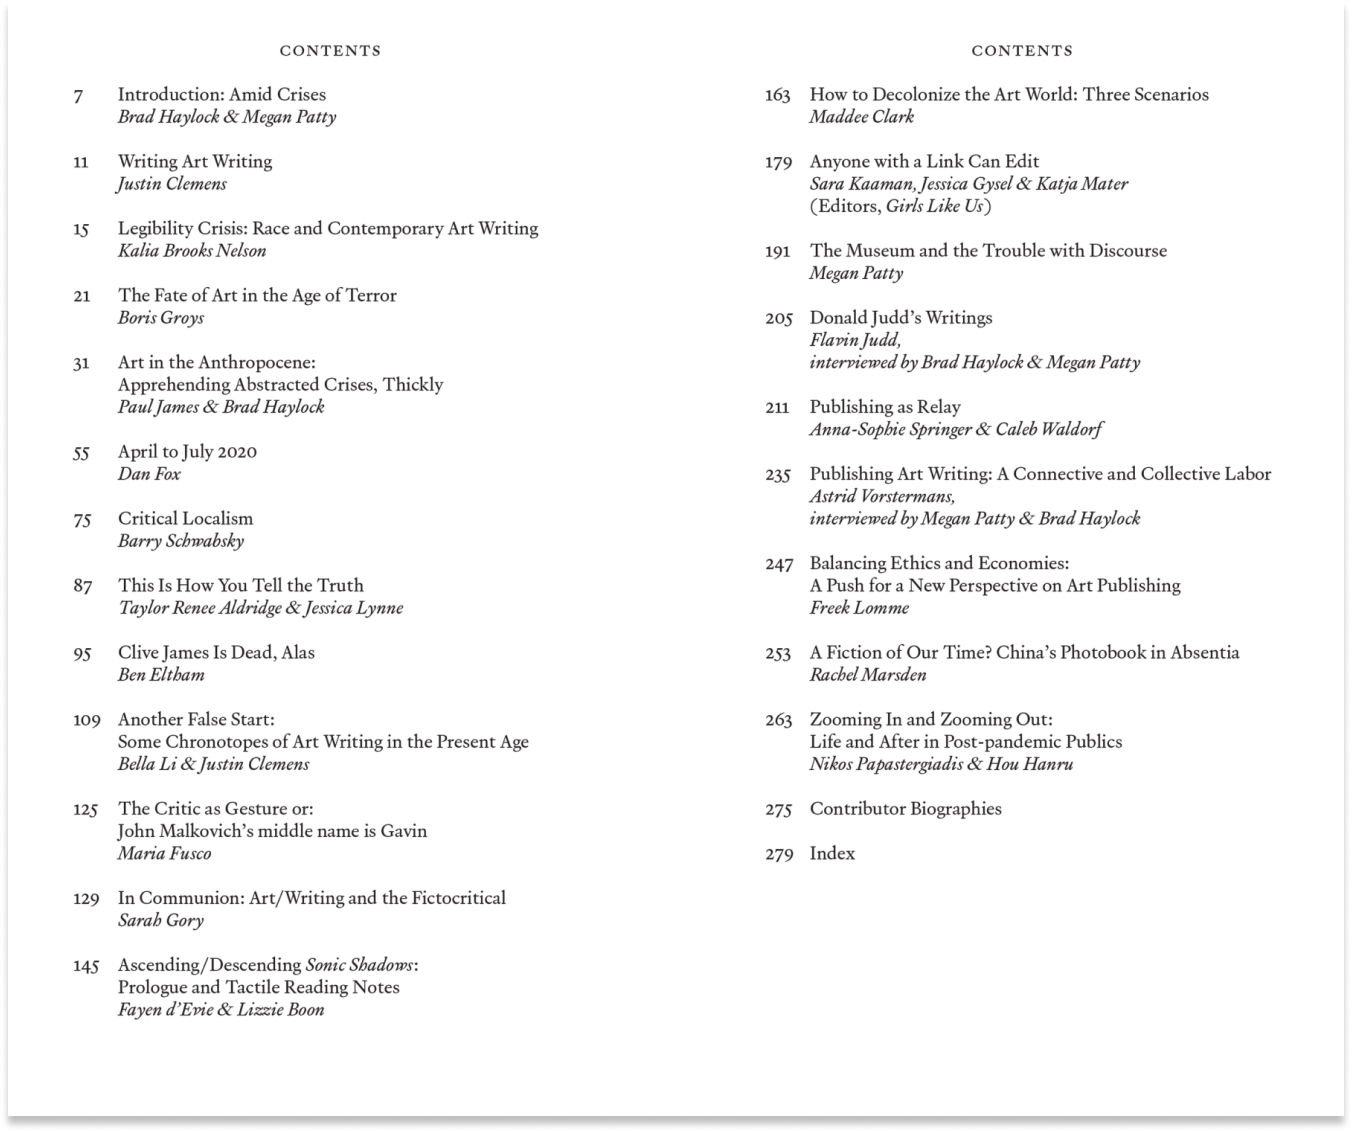 CONTENTS
7 Introduction: Amid Crises
Brad Haylock & Megan Patty
11 Writing Art Writing
Justin Clemens
15 Legibility Crisis: Race and Contemporary Art Writing
Kalia Brooks Nelson
21 The Fate of Art in the Age of Terror
Boris Groys
31 Art in the Anthropocene:
Apprehending Abstracted Crises, Thickly
Paul James & Brad Haylock
55 April to July 2020
Dan Fox
75 Critical Localism
Barry Schwabsky
87 This Is How You Tell the Truth
Taylor Renee Aldridge & Jessica Lynne
95 Clive James Is Dead, Alas
Ben Eltham
109 Another False Start:
Some Chronotopes of Art Writing in the Present Age
Bella Li & Justin Clemens
125 The Critic as Gesture or:
John Malkovich's middle name is Gavin
Maria Fusco
129 In Communion: Art/Writing and the Fictocritical
Sarah Gory
145 Ascending/Descending Sonic Shadows:
Prologue and Tactile Reading Notes
Fayen d'Evie & Lizzie Boon
CONTENTS
163 How to Decolonize the Art World: Three Scenarios
Maddee Clark
179 Anyone with a Link Can Edit
Sara Kaaman, Jessica Gysel & Katja Mater
(Editors, Girls Like Us)
191 The Museum and the Trouble with Discourse
Megan Patty
205 Donald Judd's Writings
Flavin Judd,
interviewed by Brad Haylock & Megan Patty
211 Publishing as Relay
Anna-Sophie Springer & Caleb Waldorf
235 Publishing Art Writing: A Connective and Collective Labor
Astrid Vorstermans,
interviewed by Megan Patty & Brad Haylock
247 Balancing Ethics and Economies:
A Push for a New Perspective on Art Publishing
Freek Lomme
253 A Fiction of Our Time? China's Photobook in Absentia
Rachel Marsden
263 Zooming In and Zooming Out:
Life and After in Post-pandemic Publics
Nikos Papastergiadis & Hou Hanru
275 Contributor Biographies
279 Index